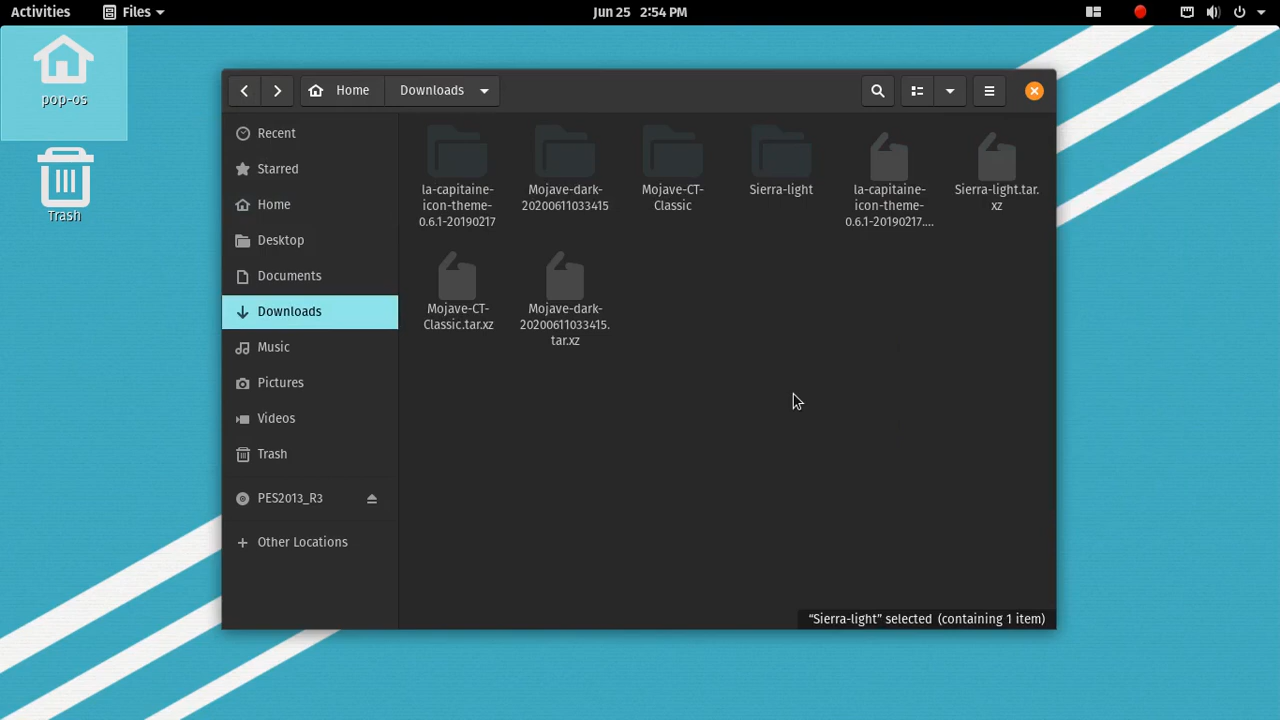 Activities Files Jun 25 2:54 PM
pop-os
Trash
Home Downloads
Recent
Starred
Home
Desktop
Documents
Downloads
Music
Pictures
Videos
Trash
PES2013_R3
Other Locations
la-capitaine-
icon-theme-
0.6.1-20190217
Mojave-dark-
20200611033415
Mojave-CT-
Classic
Sierra-light
la-capitaine-
icon-theme-
0.6.1-20190217....
Sierra-light.tar.
xz
Mojave-CT-
Classic.tar.xz
Mojave-dark-
20200611033415.
tar.xz
“Sierra-light” selected (containing 1 item)